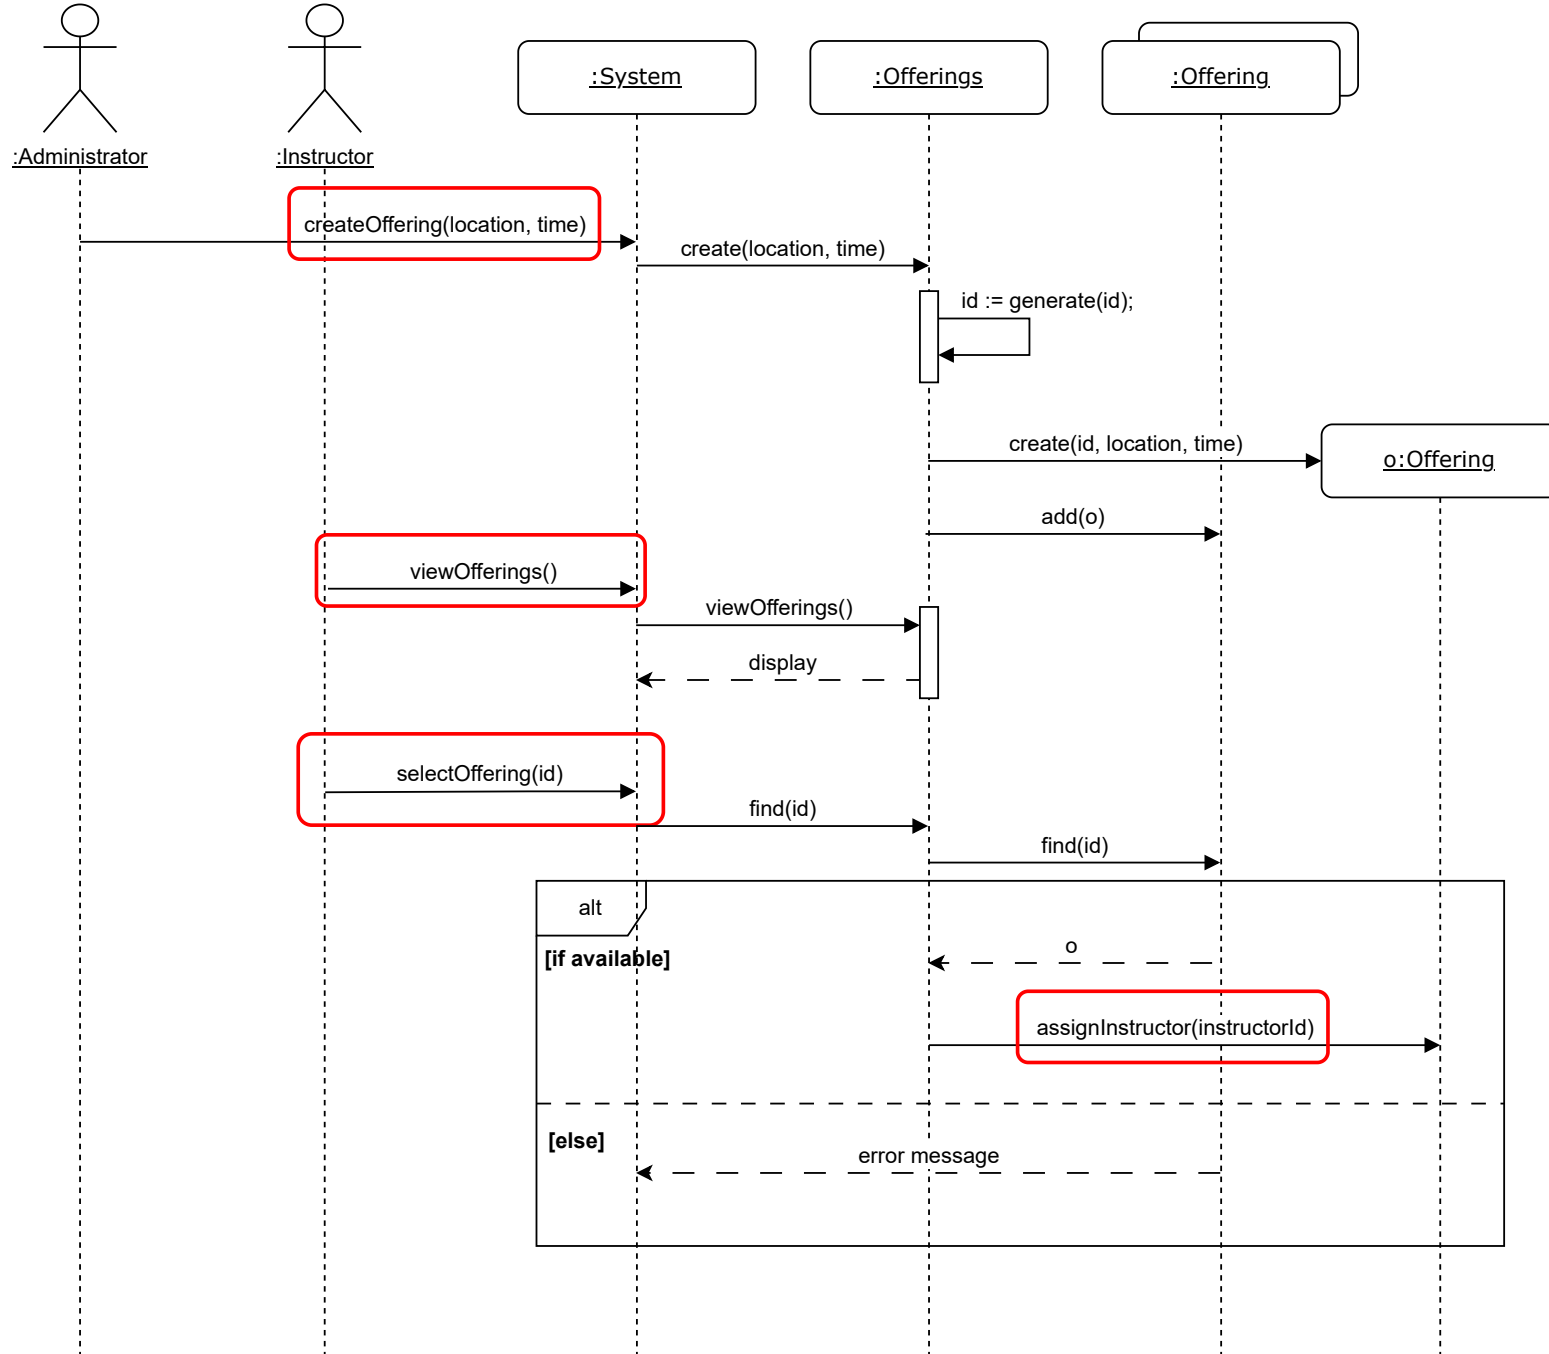 :System
:Offerings
:Offering
:Administrator
:Instructor
createOffering(location, time)
create(location, time)
id := generate(id);
create(id, location, time)
o:Offering
add(o)
viewOfferings()
viewOfferings()
display
selectOffering(id)
find(id)
find(id)
alt
[if available]
o
assignInstructor(instructorId)
[else]
error message